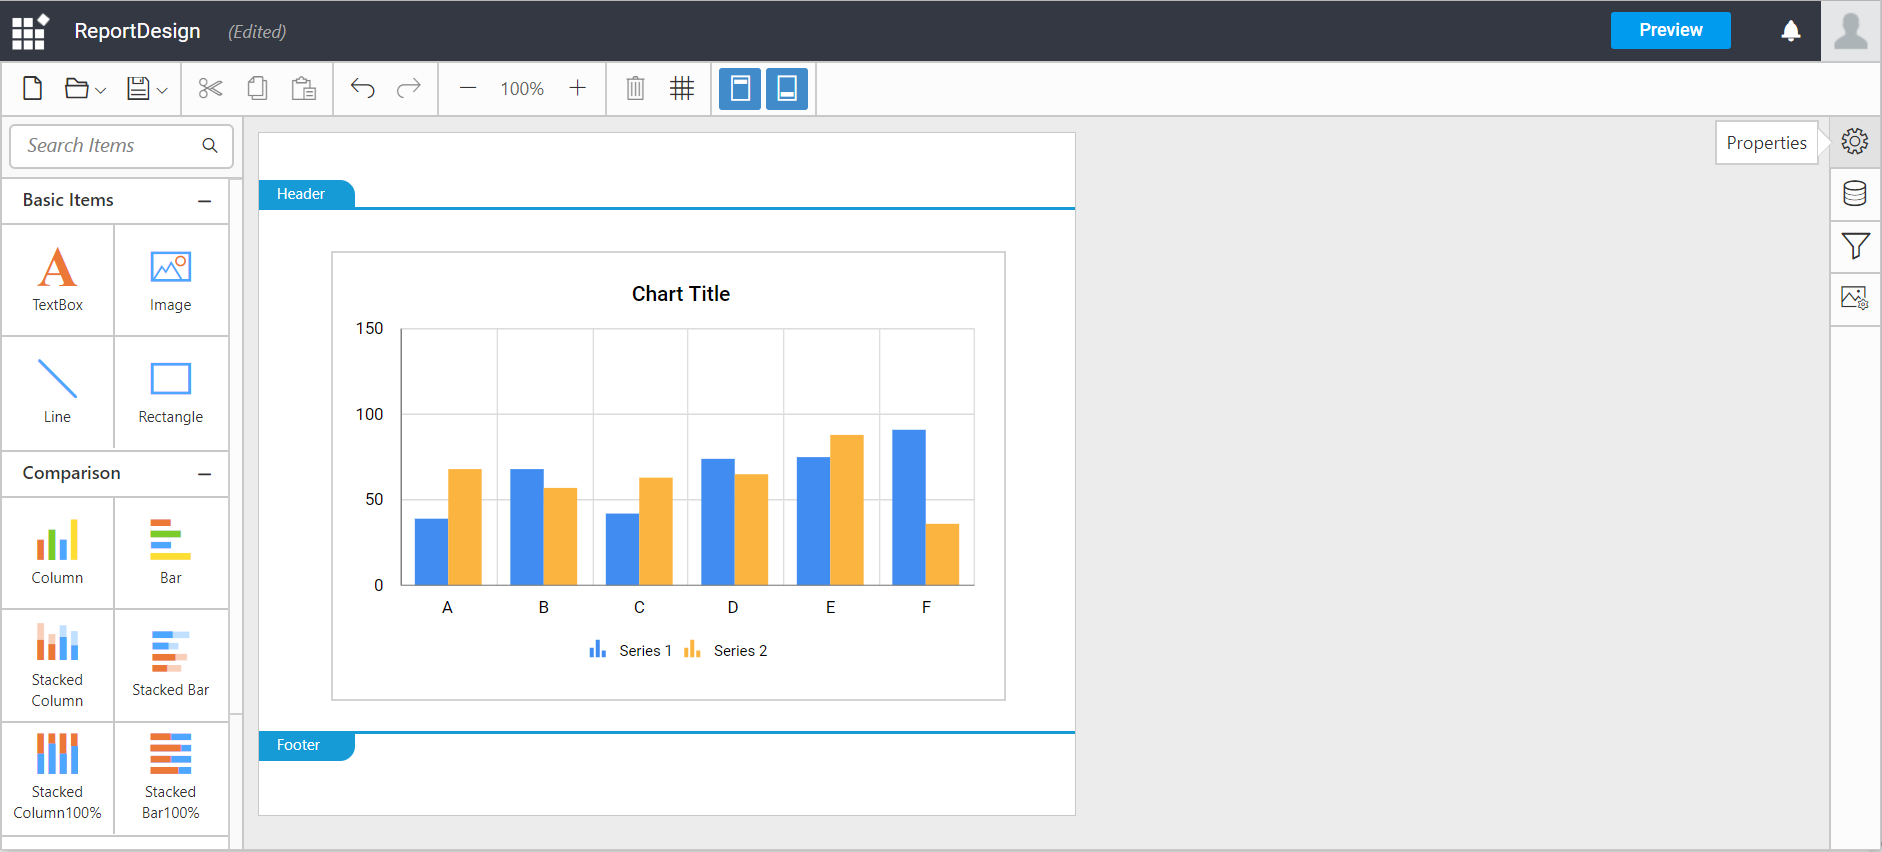 ReportDesign (Edited)
Preview
100%
Search Items
Properties
Basic Items
TextBox
Image
Line
Rectangle
Comparison
Column
Bar
Stacked
Column
Stacked Bar
Stacked
Column100%
Stacked
Bar100%
Header
Chart Title
150
100
50
0
A B C D E F
Series 1 Series 2
Footer